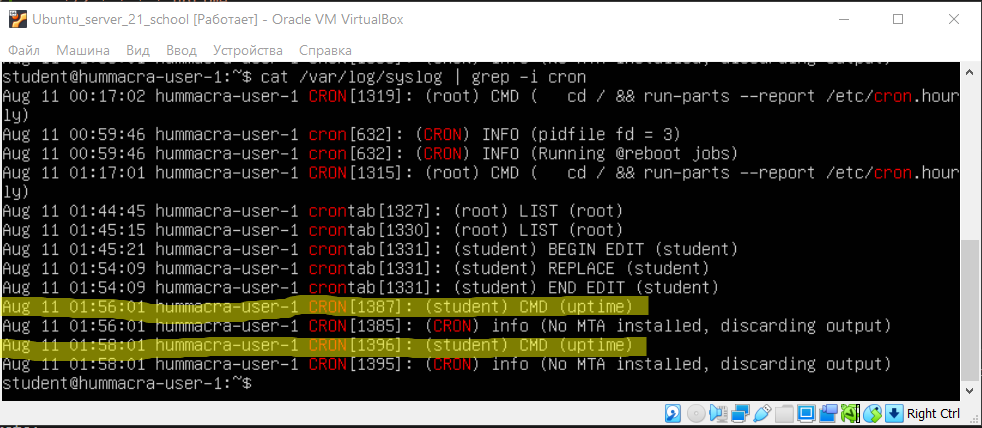 Ubuntu_server_21_school [Работает] - Oracle VM VirtualBox
Файл Машина Вид Ввод Устройства Справка
student@hummacra-user-1:~$ cat /var/log/syslog | grep -i cron
Aug 11 00:17:02 hummacra-user-1 CRON[1319]: (root) CMD (   cd / && run-parts --report /etc/cron.hour
ly)
Aug 11 00:59:46 hummacra-user-1 cron[632]: (CRON) INFO (pidfile fd = 3)
Aug 11 00:59:46 hummacra-user-1 cron[632]: (CRON) INFO (Running @reboot jobs)
Aug 11 01:17:01 hummacra-user-1 CRON[1315]: (root) CMD (   cd / && run-parts --report /etc/cron.hour
ly)
Aug 11 01:44:45 hummacra-user-1 crontab[1327]: (root) LIST (root)
Aug 11 01:45:15 hummacra-user-1 crontab[1330]: (root) LIST (root)
Aug 11 01:45:21 hummacra-user-1 crontab[1331]: (student) BEGIN EDIT (student)
Aug 11 01:54:09 hummacra-user-1 crontab[1331]: (student) REPLACE (student)
Aug 11 01:54:09 hummacra-user-1 crontab[1331]: (student) END EDIT (student)
Aug 11 01:56:01 hummacra-user-1 CRON[1387]: (student) CMD (uptime)
Aug 11 01:56:01 hummacra-user-1 CRON[1385]: (CRON) info (No MTA installed, discarding output)
Aug 11 01:58:01 hummacra-user-1 CRON[1396]: (student) CMD (uptime)
Aug 11 01:58:01 hummacra-user-1 CRON[1395]: (CRON) info (No MTA installed, discarding output)
student@hummacra-user-1:~$
Right Ctrl